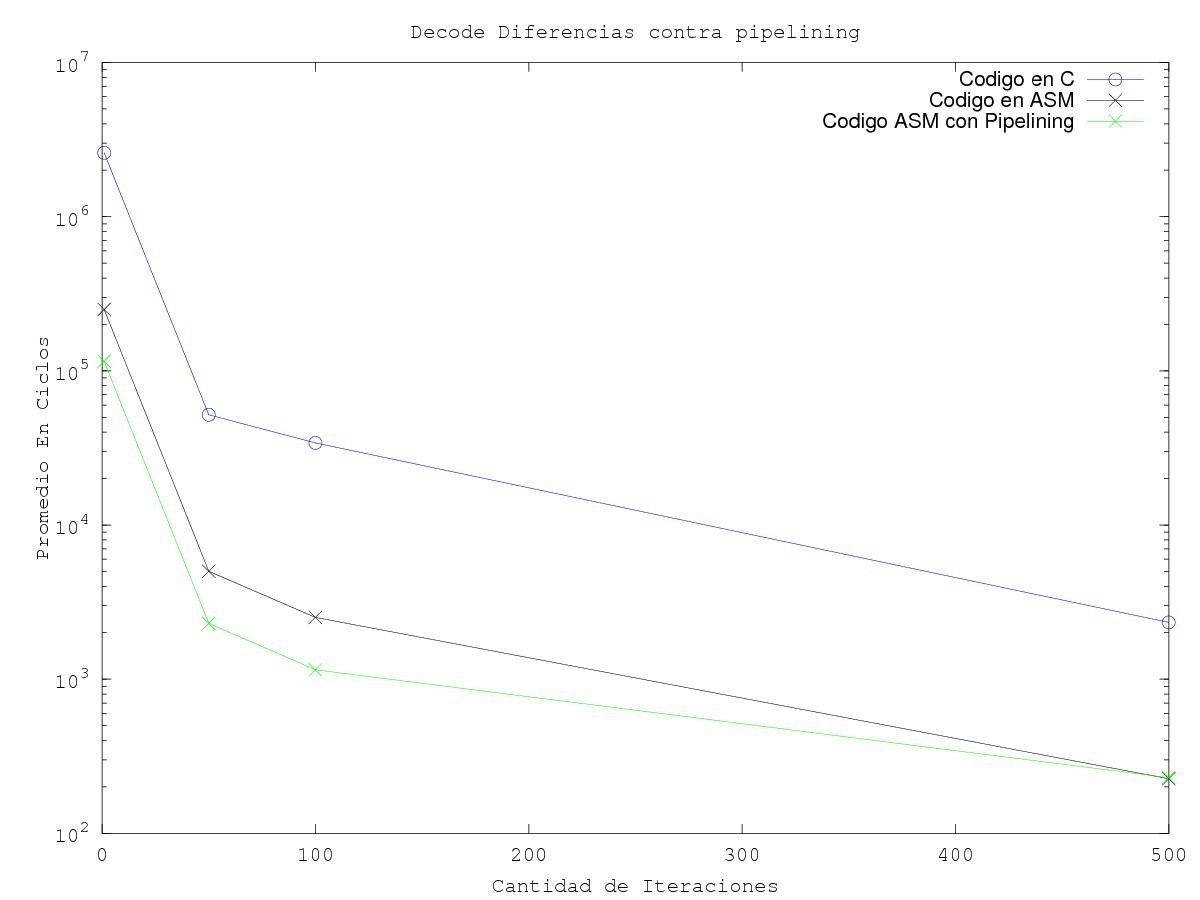 Decode Diferencias contra pipelining
Codigo en C
Codigo en ASM
Codigo ASM con Pipelining
10^7
10^6
10^5
10^4
10^3
10^2
Promedio En Ciclos
0 100 200 300 400 500
Cantidad de Iteraciones